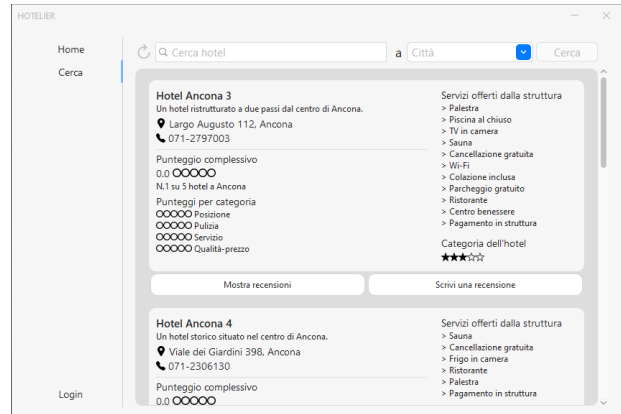 HOTELIER
Home
Cerca
Login
Cerca hotel
a
Città
Cerca
Hotel Ancona 3
Un hotel ristrutturato a due passi dal centro di Ancona.
Largo Augusto 112, Ancona
071-2797003
Punteggio complessivo
0.0
N.1 su 5 hotel a Ancona
Punteggi per categoria
Posizione
Pulizia
Servizio
Qualità-prezzo
Servizi offerti dalla struttura
> Palestra
> Piscina al chiuso
> TV in camera
> Sauna
> Cancellazione gratuita
> Wi-Fi
> Colazione inclusa
> Parcheggio gratuito
> Ristorante
> Centro benessere
> Pagamento in struttura
Categoria dell'hotel
★★★☆☆
Mostra recensioni
Scrivi una recensione
Hotel Ancona 4
Un hotel storico situato nel centro di Ancona.
Viale dei Giardini 398, Ancona
071-2306130
Punteggio complessivo
0.0
Servizi offerti dalla struttura
> Sauna
> Cancellazione gratuita
> Frigo in camera
> Ristorante
> Palestra
> Pagamento in struttura